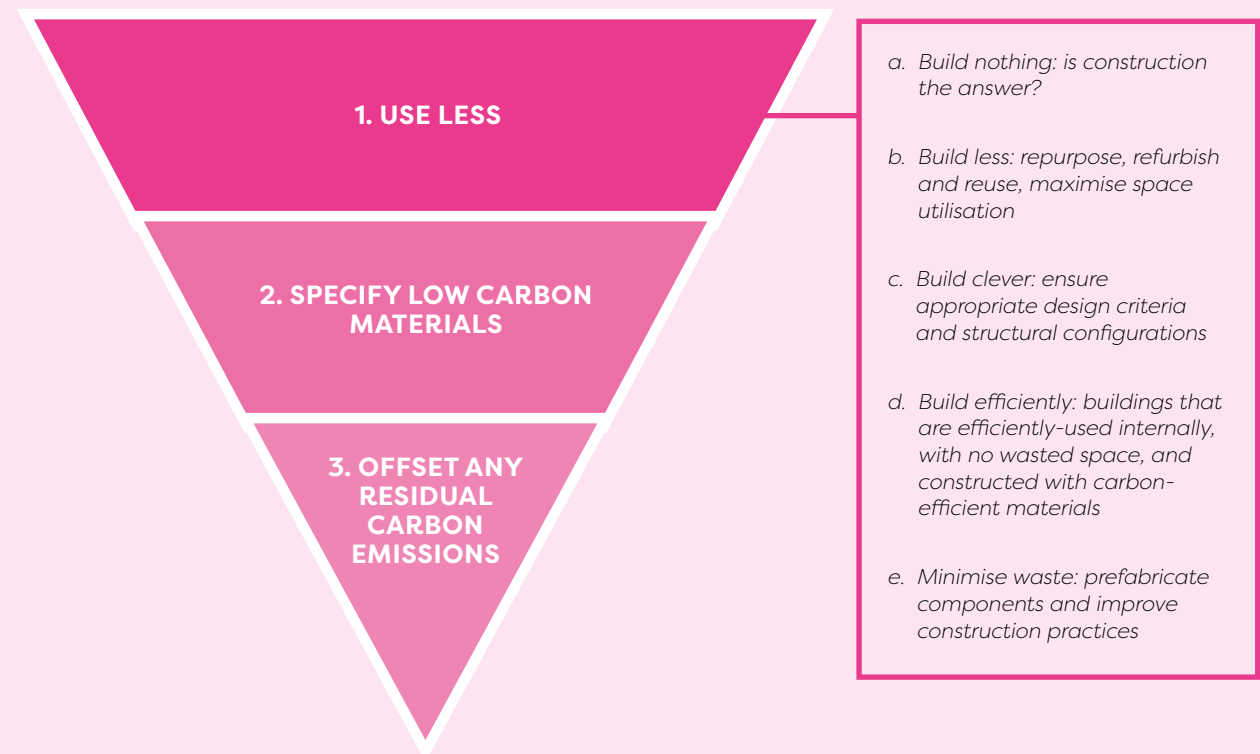 1. USE LESS
2. SPECIFY LOW CARBON
MATERIALS
3. OFFSET ANY
RESIDUAL
CARBON
EMISSIONS
a. Build nothing: is construction
the answer?
b. Build less: repurpose, refurbish
and reuse, maximise space
utilisation
c. Build clever: ensure
appropriate design criteria
and structural configurations
d. Build efficiently: buildings that
are efficiently-used internally,
with no wasted space, and
constructed with carbon-
efficient materials
e. Minimise waste: prefabricate
components and improve
construction practices